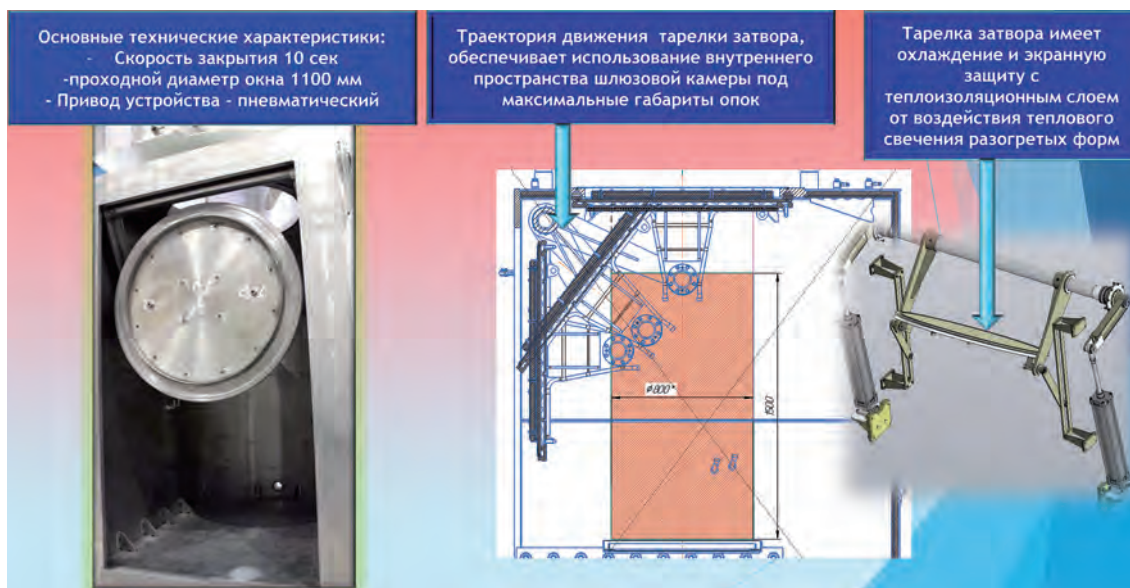 Основные технические характеристики:
- Скорость закрытия 10 сек
-проходной диаметр окна 1100 мм
- Привод устройства - пневматический
Траектория движения тарелки затвора,
обеспечивает использование внутреннего
пространства шлюзовой камеры под
максимальные габариты опок
Тарелка затвора имеет
охлаждение и экранную
защиту с
теплоизоляционным слоем
от воздействия теплового
свечения разогретых форм
⌀800*
1500